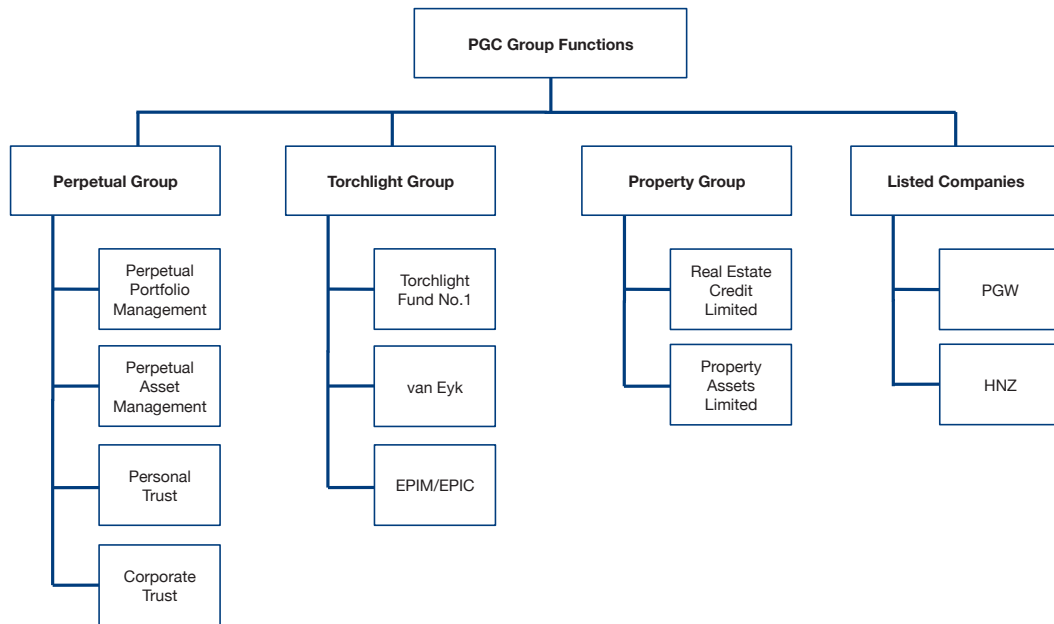 PGC Group Functions
Perpetual Group
Torchlight Group
Property Group
Listed Companies
Perpetual
Portfolio
Management
Torchlight
Fund No.1
Real Estate
Credit
Limited
PGW
Perpetual
Asset
Management
van Eyk
Property
Assets
Limited
HNZ
Personal
Trust
EPIM/EPIC
Corporate
Trust